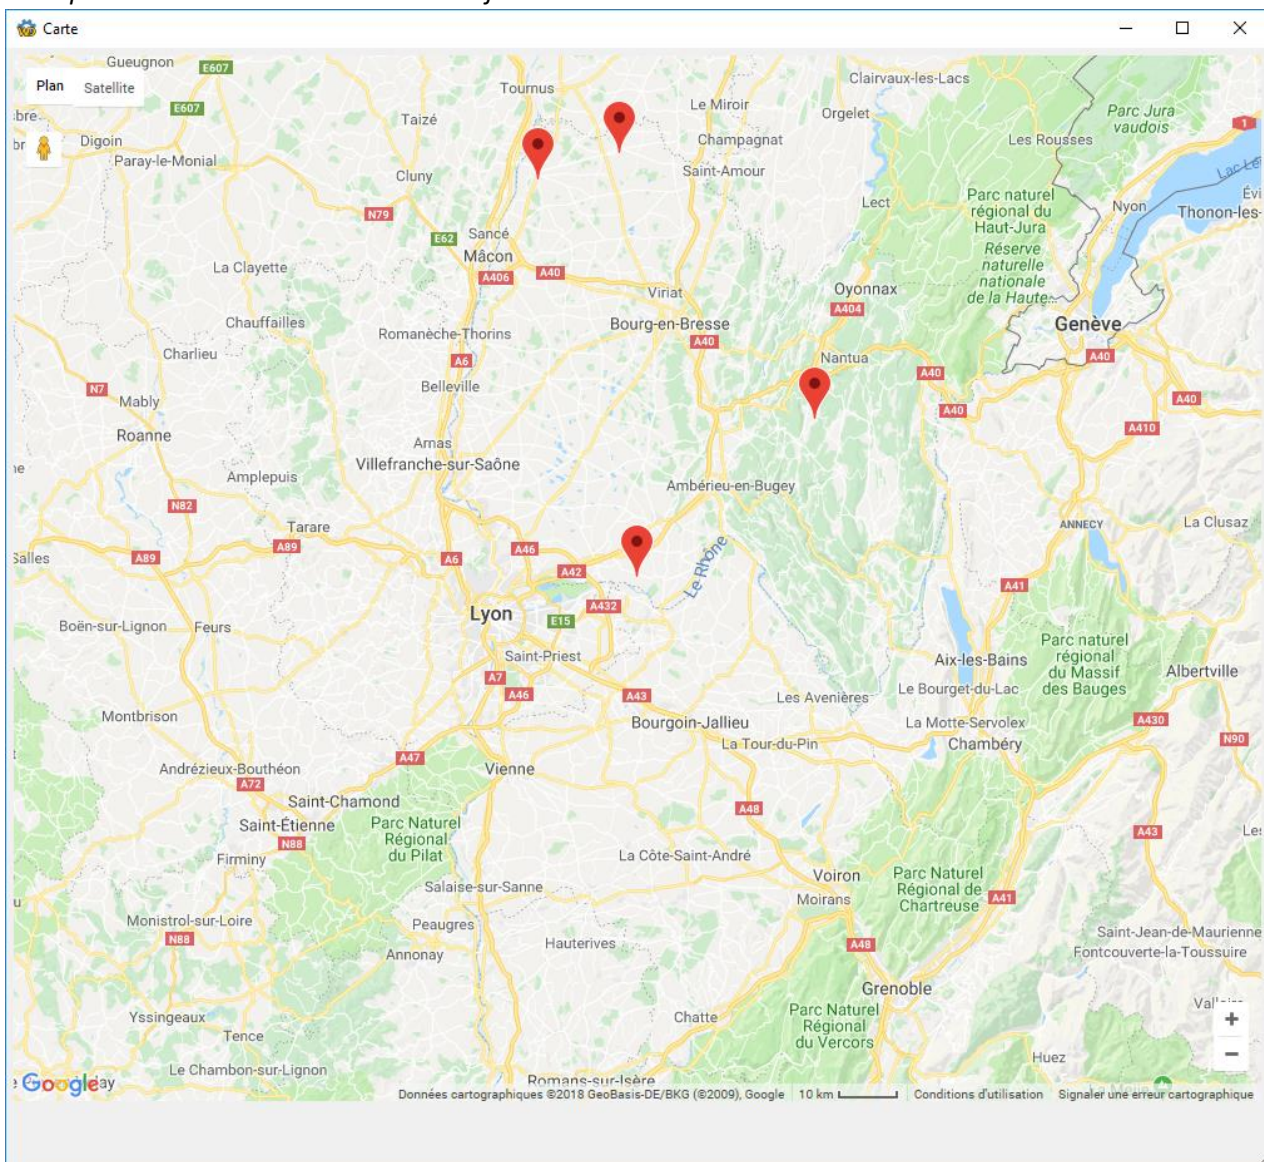 Carte
Gueugnon
E607
Clairvaux-les-Lacs
Plan
Satellite
Tournus
Le Miroir
Orgelet
Parc Jura
vaudois
E607
Taizé
Champagnat
Les Rousses
1
Digoin
Paray-le-Monial
Cluny
Saint-Amour
Lect
Parc naturel
régional du
Haut-Jura
Nyon
Thonon-les-
N79
E62
Sancé
Mâcon
Réserve
naturelle
nationale
de la Haute...
La Clayette
A406
A40
Viriat
Oyonnax
A404
Chauffailles
Romanèche-Thorins
Bourg-en-Bresse
Genève
Charlieu
A6
A40
Nantua
A40
N7
Mably
Belleville
A40
A40
A40
Roanne
Arnas
A410
Villefranche-sur-Saône
Amplepuis
Ambérieu-en-Bugey
N82
Tarare
ANNECY
La Clusaz
Salles
A89
A89
A6
A46
A42
Le Rhône
A41
Lyon
A432
E15
Boën-sur-Lignon
Feurs
Saint-Priest
Parc naturel
régional
du Massif
des Bauges
Aix-les-Bains
Albertville
A7
A46
A43
Les Avenières
Le Bourget-du-Lac
Montbrison
Bourgoin-Jallieu
La Motte-Servolex
A430
La Tour-du-Pin
Chambéry
N90
A47
Andrézieux-Bouthéon
Vienne
A72
Saint-Chamond
A48
Saint-Étienne
Parc Naturel
Régional
du Pilat
N88
A43
Firminy
La Côte-Saint-André
Voiron
Parc Naturel
Régional de
Chartreuse
Salaise-sur-Sanne
Moirans
A41
Monistrol-sur-Loire
Peaugres
N88
Hauterives
A48
Saint-Jean-de-Maurienne
Annonay
Fontcouverte-la-Toussuire
Grenoble
Yssingeaux
Chatte
Parc Naturel
Régional
du Vercors
+
Tence
−
Huez
Le Chambon-sur-Lignon
Google
Romans-sur-Isère
Données cartographiques ©2018 GeoBasis-DE/BKG (©2009), Google
10 km
Conditions d'utilisation
Signaler une erreur cartographique